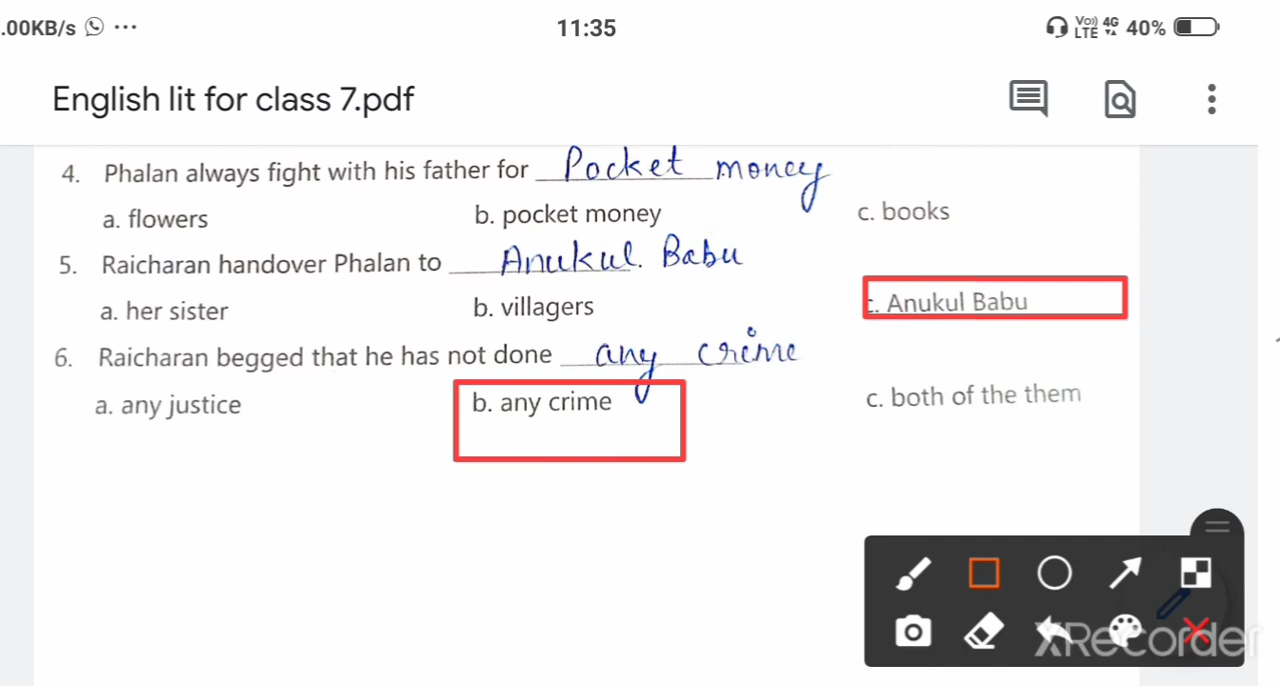 .00KB/s ... 11:35 Vo)) LTE 4G 40%
English lit for class 7.pdf
4. Phalan always fight with his father for Pocket money
a. flowers b. pocket money c. books
5. Raicharan handover Phalan to Anukul. Babu
a. her sister b. villagers c. Anukul Babu
6. Raicharan begged that he has not done any crime
a. any justice b. any crime c. both of the them
XRecorder